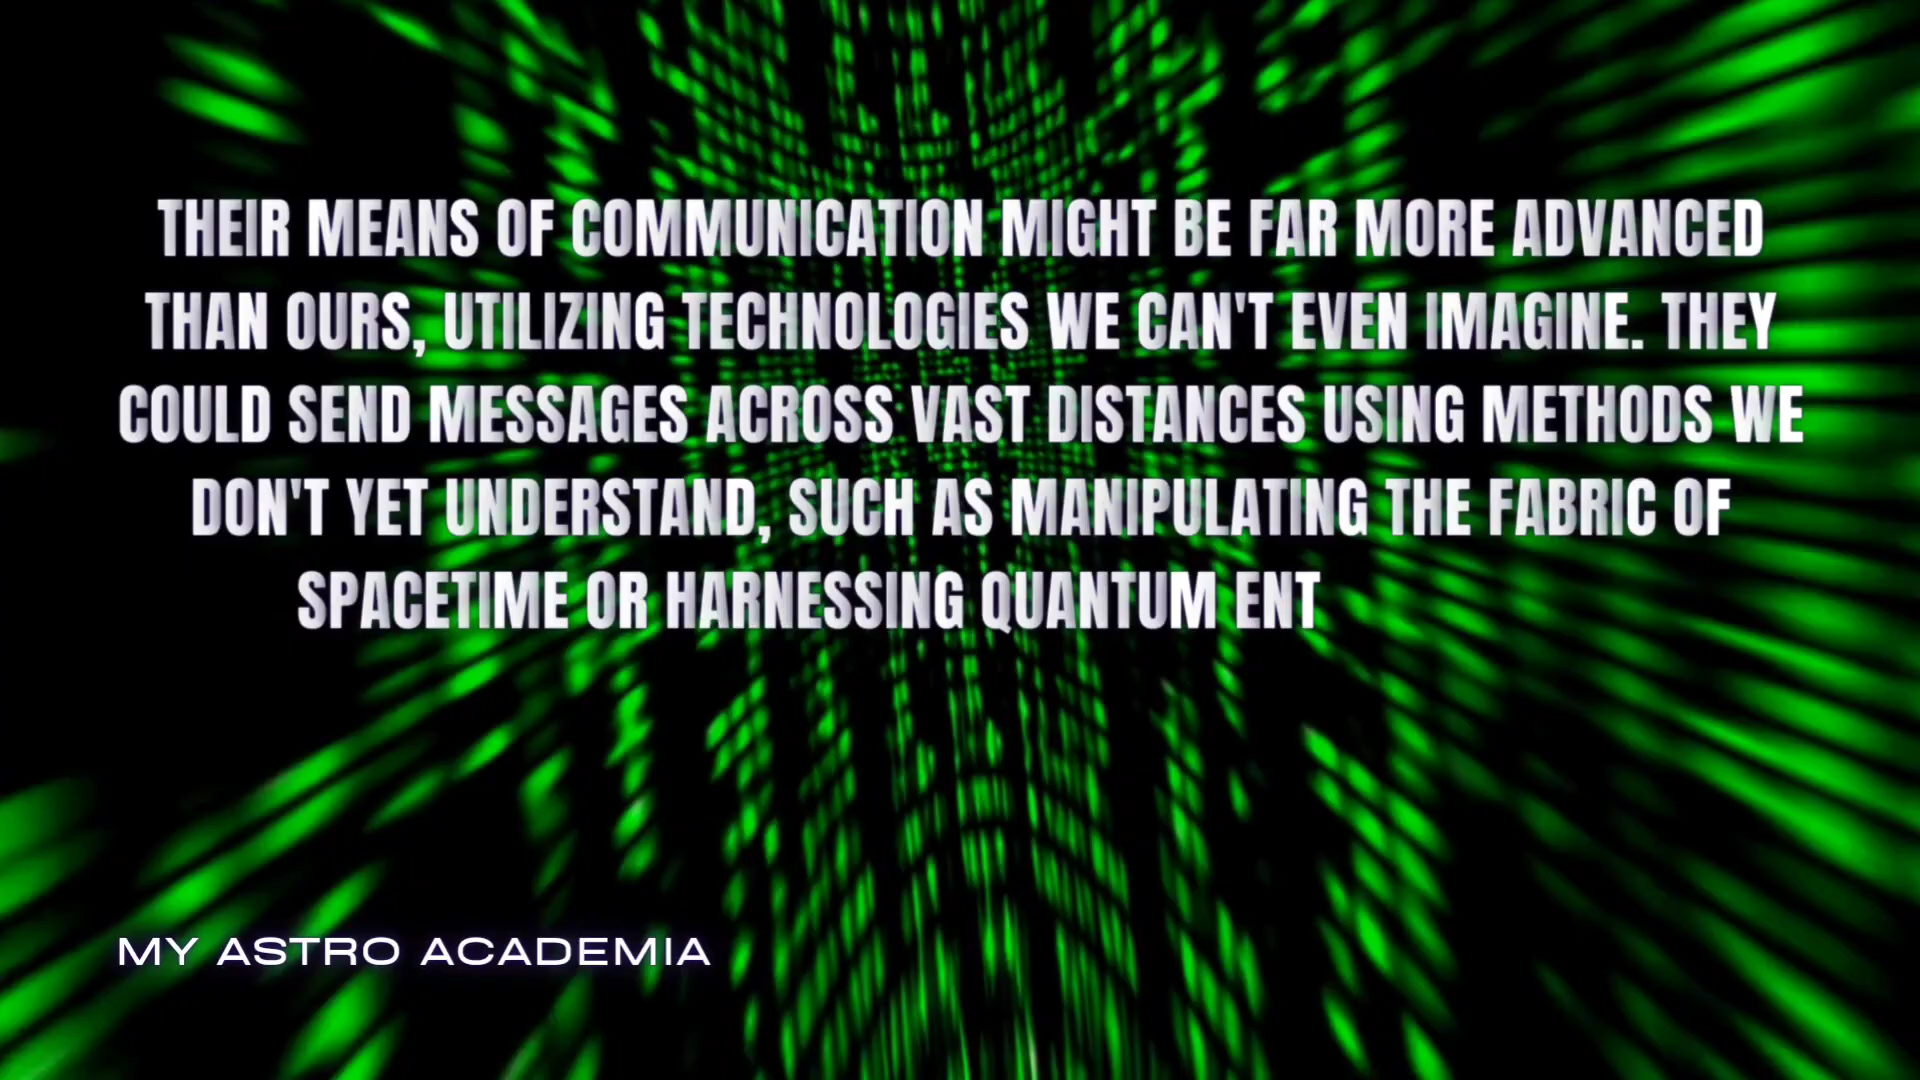 THEIR MEANS OF COMMUNICATION MIGHT BE FAR MORE ADVANCED
THAN OURS, UTILIZING TECHNOLOGIES WE CAN'T EVEN IMAGINE. THEY
COULD SEND MESSAGES ACROSS VAST DISTANCES USING METHODS WE
DON'T YET UNDERSTAND, SUCH AS MANIPULATING THE FABRIC OF
SPACETIME OR HARNESSING QUANTUM ENT
MY ASTRO ACADEMIA